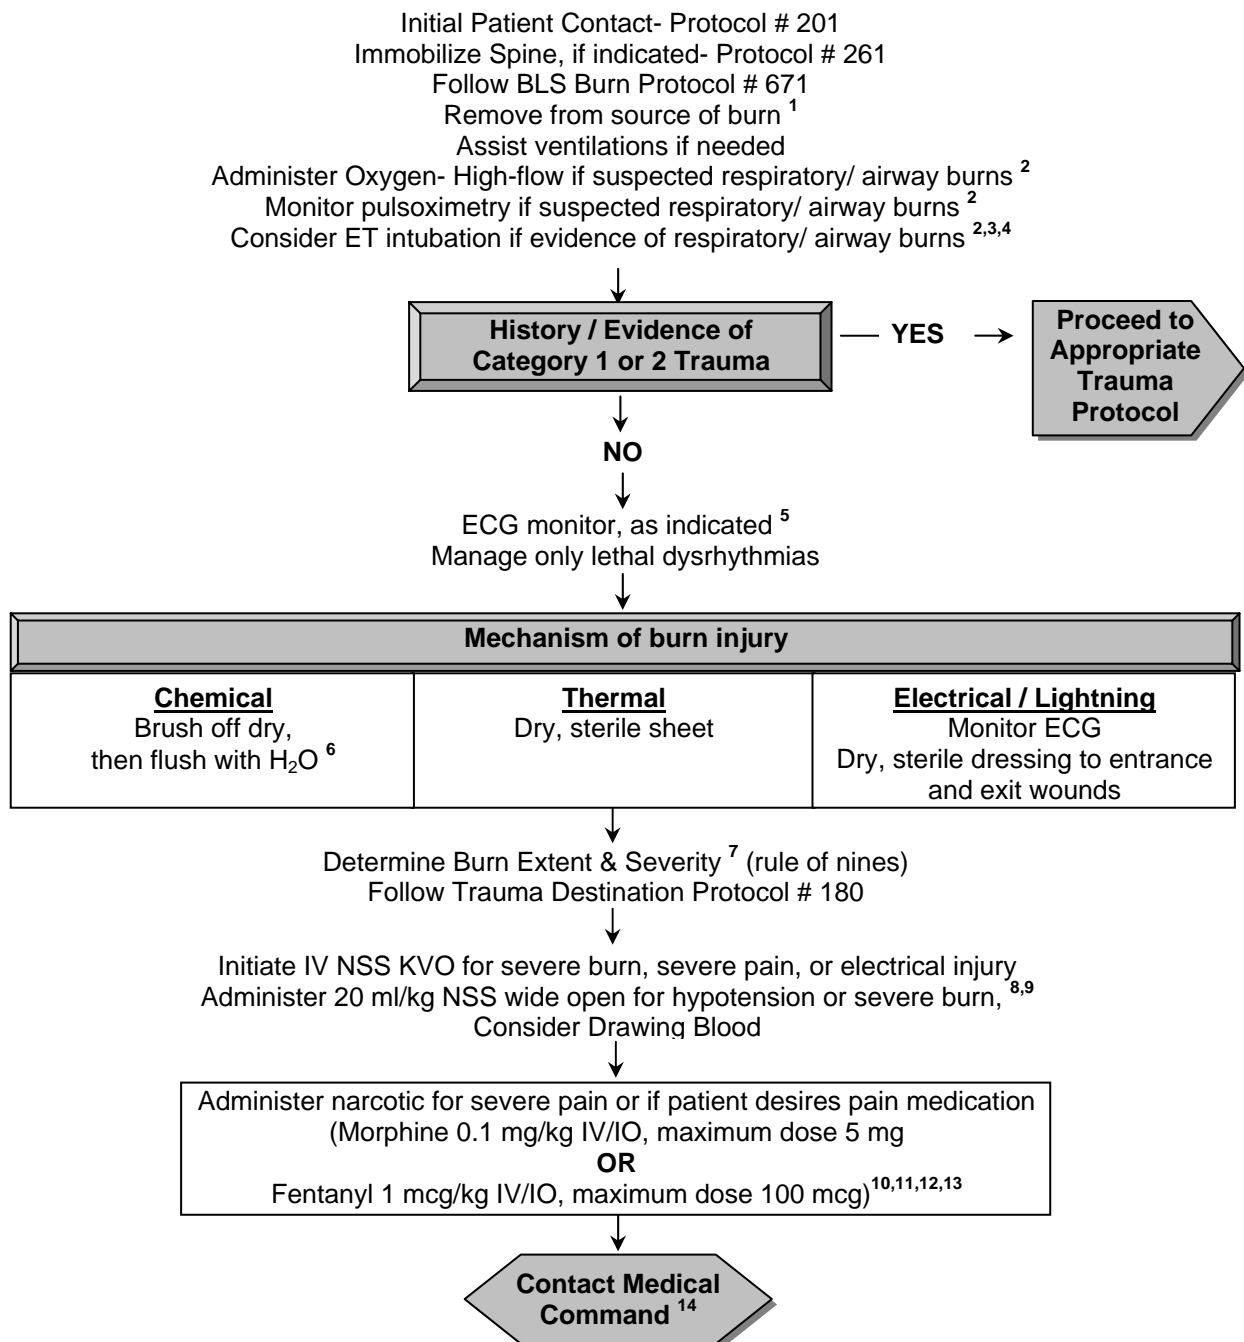 Initial Patient Contact- Protocol # 201
Immobilize Spine, if indicated- Protocol # 261
Follow BLS Burn Protocol # 671
Remove from source of burn 1
Assist ventilations if needed
Administer Oxygen- High-flow if suspected respiratory/ airway burns 2
Monitor pulsoximetry if suspected respiratory/ airway burns 2
Consider ET intubation if evidence of respiratory/ airway burns 2,3,4
History / Evidence of
Category 1 or 2 Trauma
YES
Proceed to
Appropriate
Trauma
Protocol
NO
ECG monitor, as indicated 5
Manage only lethal dysrhythmias
Mechanism of burn injury
Chemical
Brush off dry,
then flush with H2O 6
Thermal
Dry, sterile sheet
Electrical / Lightning
Monitor ECG
Dry, sterile dressing to entrance
and exit wounds
Determine Burn Extent & Severity 7 (rule of nines)
Follow Trauma Destination Protocol # 180
Initiate IV NSS KVO for severe burn, severe pain, or electrical injury
Administer 20 ml/kg NSS wide open for hypotension or severe burn, 8,9
Consider Drawing Blood
Administer narcotic for severe pain or if patient desires pain medication
(Morphine 0.1 mg/kg IV/IO, maximum dose 5 mg
OR
Fentanyl 1 mcg/kg IV/IO, maximum dose 100 mcg)10,11,12,13
Contact Medical
Command 14